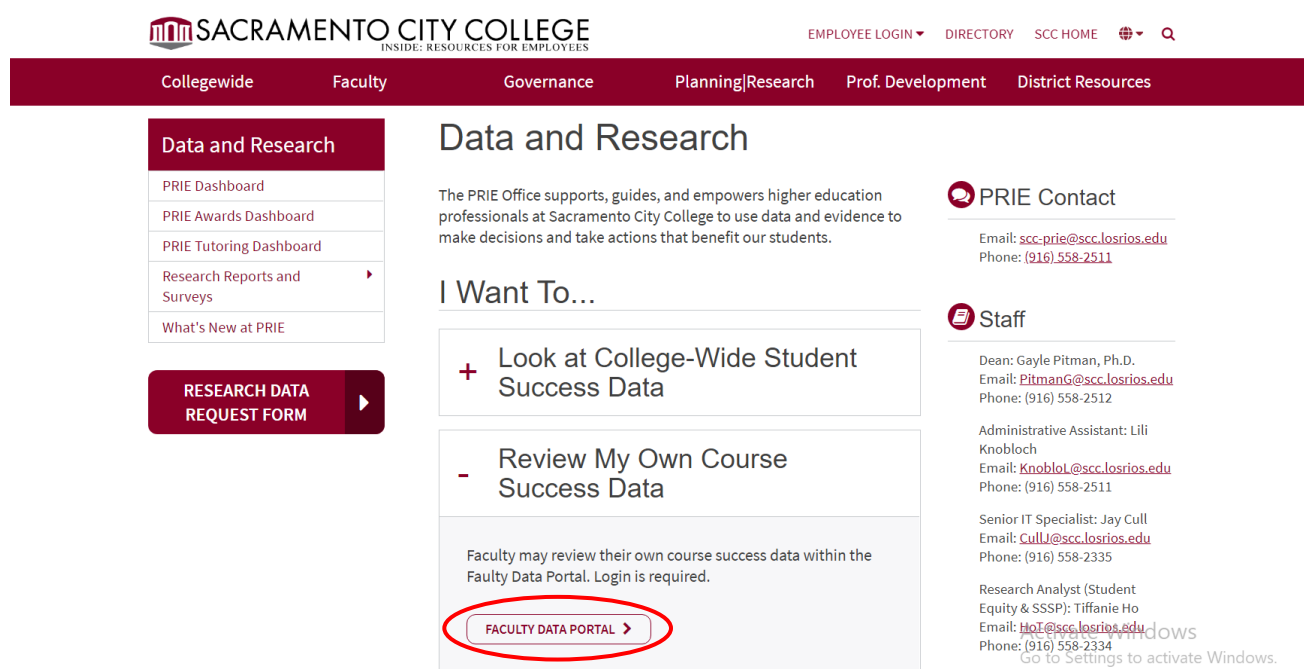 SACRAMENTO CITY COLLEGE
INSIDE: RESOURCES FOR EMPLOYEES
EMPLOYEE LOGIN DIRECTORY SCC HOME
Collegewide Faculty Governance Planning|Research Prof. Development District Resources
Data and Research
PRIE Dashboard
PRIE Awards Dashboard
PRIE Tutoring Dashboard
Research Reports and
Surveys
What's New at PRIE
RESEARCH DATA
REQUEST FORM
Data and Research
The PRIE Office supports, guides, and empowers higher education
professionals at Sacramento City College to use data and evidence to
make decisions and take actions that benefit our students.
I Want To...
+ Look at College-Wide Student
Success Data
- Review My Own Course
Success Data
Faculty may review their own course success data within the
Faulty Data Portal. Login is required.
FACULTY DATA PORTAL
PRIE Contact
Email: scc-prie@scc.losrios.edu
Phone: (916) 558-2511
Staff
Dean: Gayle Pitman, Ph.D.
Email: PitmanG@scc.losrios.edu
Phone: (916) 558-2512
Administrative Assistant: Lili
Knobloch
Email: KnobloL@scc.losrios.edu
Phone: (916) 558-2511
Senior IT Specialist: Jay Cull
Email: CullJ@scc.losrios.edu
Phone: (916) 558-2335
Research Analyst (Student
Equity & SSSP): Tiffanie Ho
Email: HoT@scc.losrios.edu
Phone: (916) 558-2334
Activate Windows
Go to Settings to activate Windows.